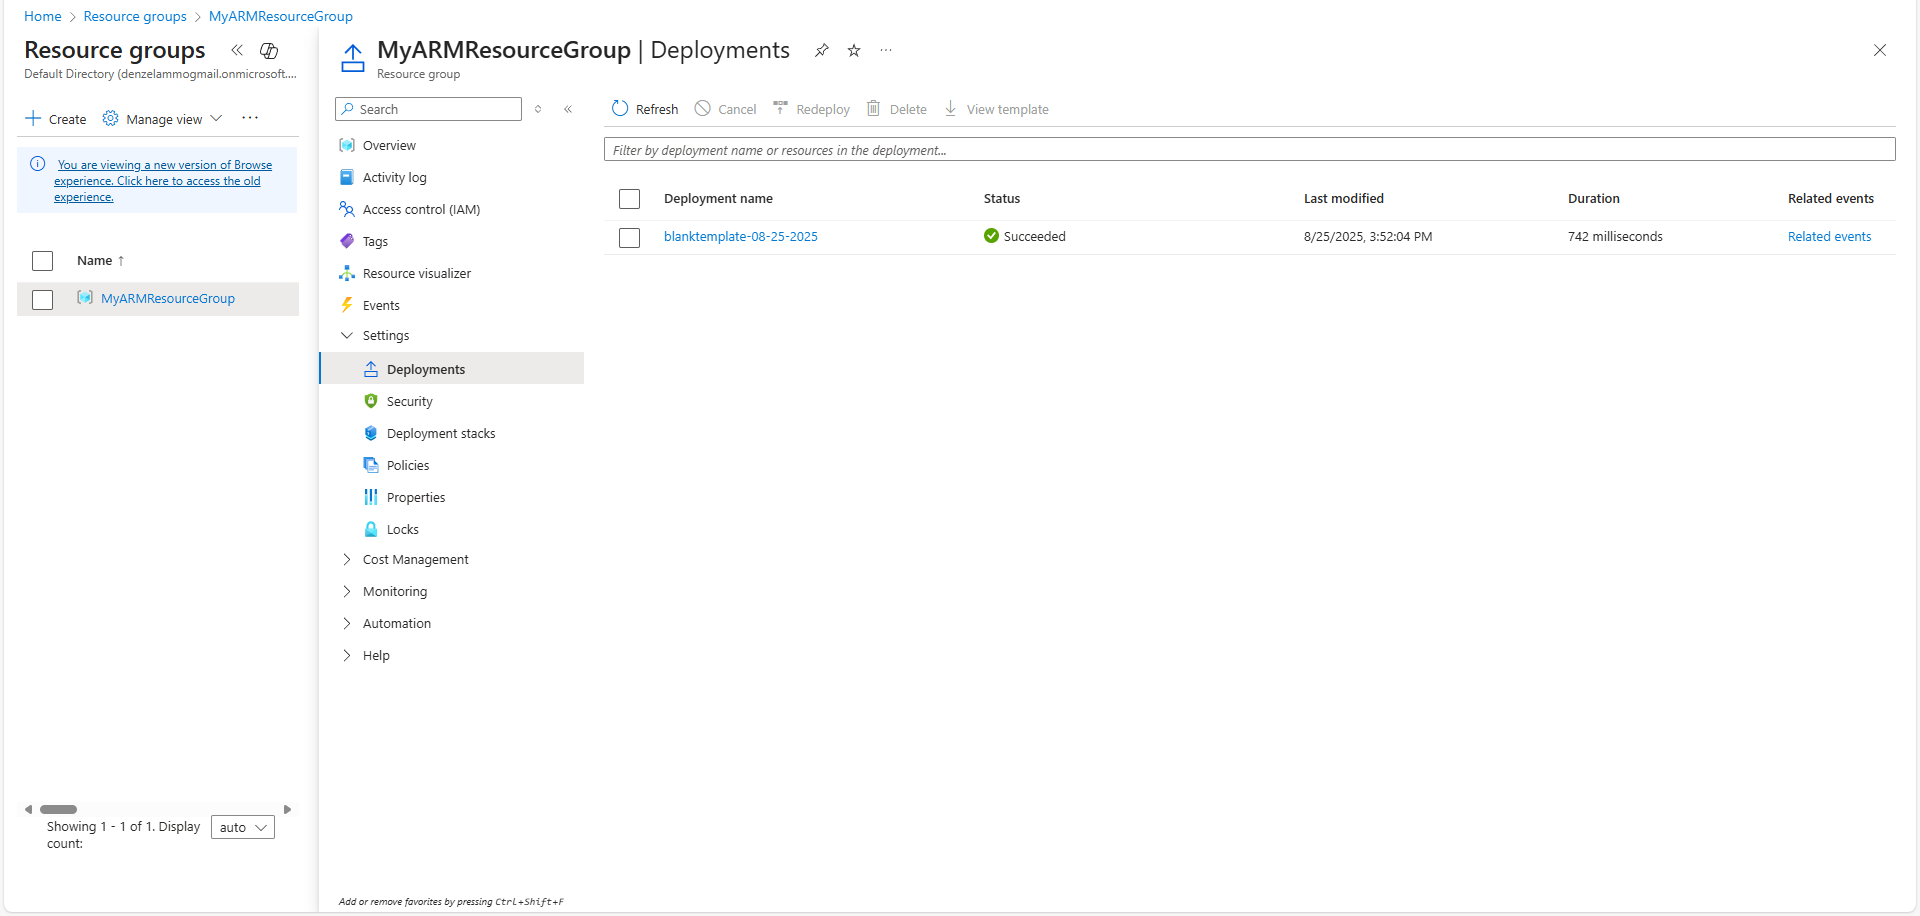 Home > Resource groups > MyARMResourceGroup
Resource groups
Default Directory (denzelammogmail.onmicrosoft....
Create Manage view ...
You are viewing a new version of Browse
experience. Click here to access the old
experience.
Name ↑
MyARMResourceGroup
Showing 1 - 1 of 1. Display
count:
auto
MyARMResourceGroup | Deployments ...
Resource group
Search
Overview
Activity log
Access control (IAM)
Tags
Resource visualizer
Events
Settings
Deployments
Security
Deployment stacks
Policies
Properties
Locks
Cost Management
Monitoring
Automation
Help
Add or remove favorites by pressing Ctrl+Shift+F
Refresh Cancel Redeploy Delete View template
Filter by deployment name or resources in the deployment...
Deployment name Status Last modified Duration Related events
blanktemplate-08-25-2025 Succeeded 8/25/2025, 3:52:04 PM 742 milliseconds Related events